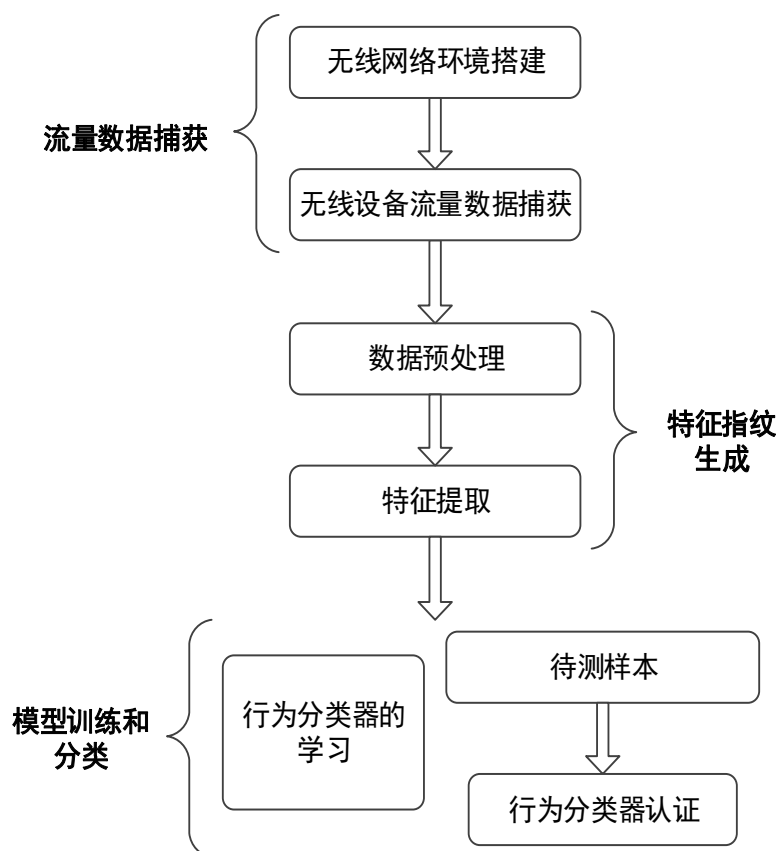 无线网络环境搭建
流量数据捕获
无线设备流量数据捕获
数据预处理
特征指纹
生成
特征提取
待测样本
行为分类器的
学习
模型训练和
分类
行为分类器认证